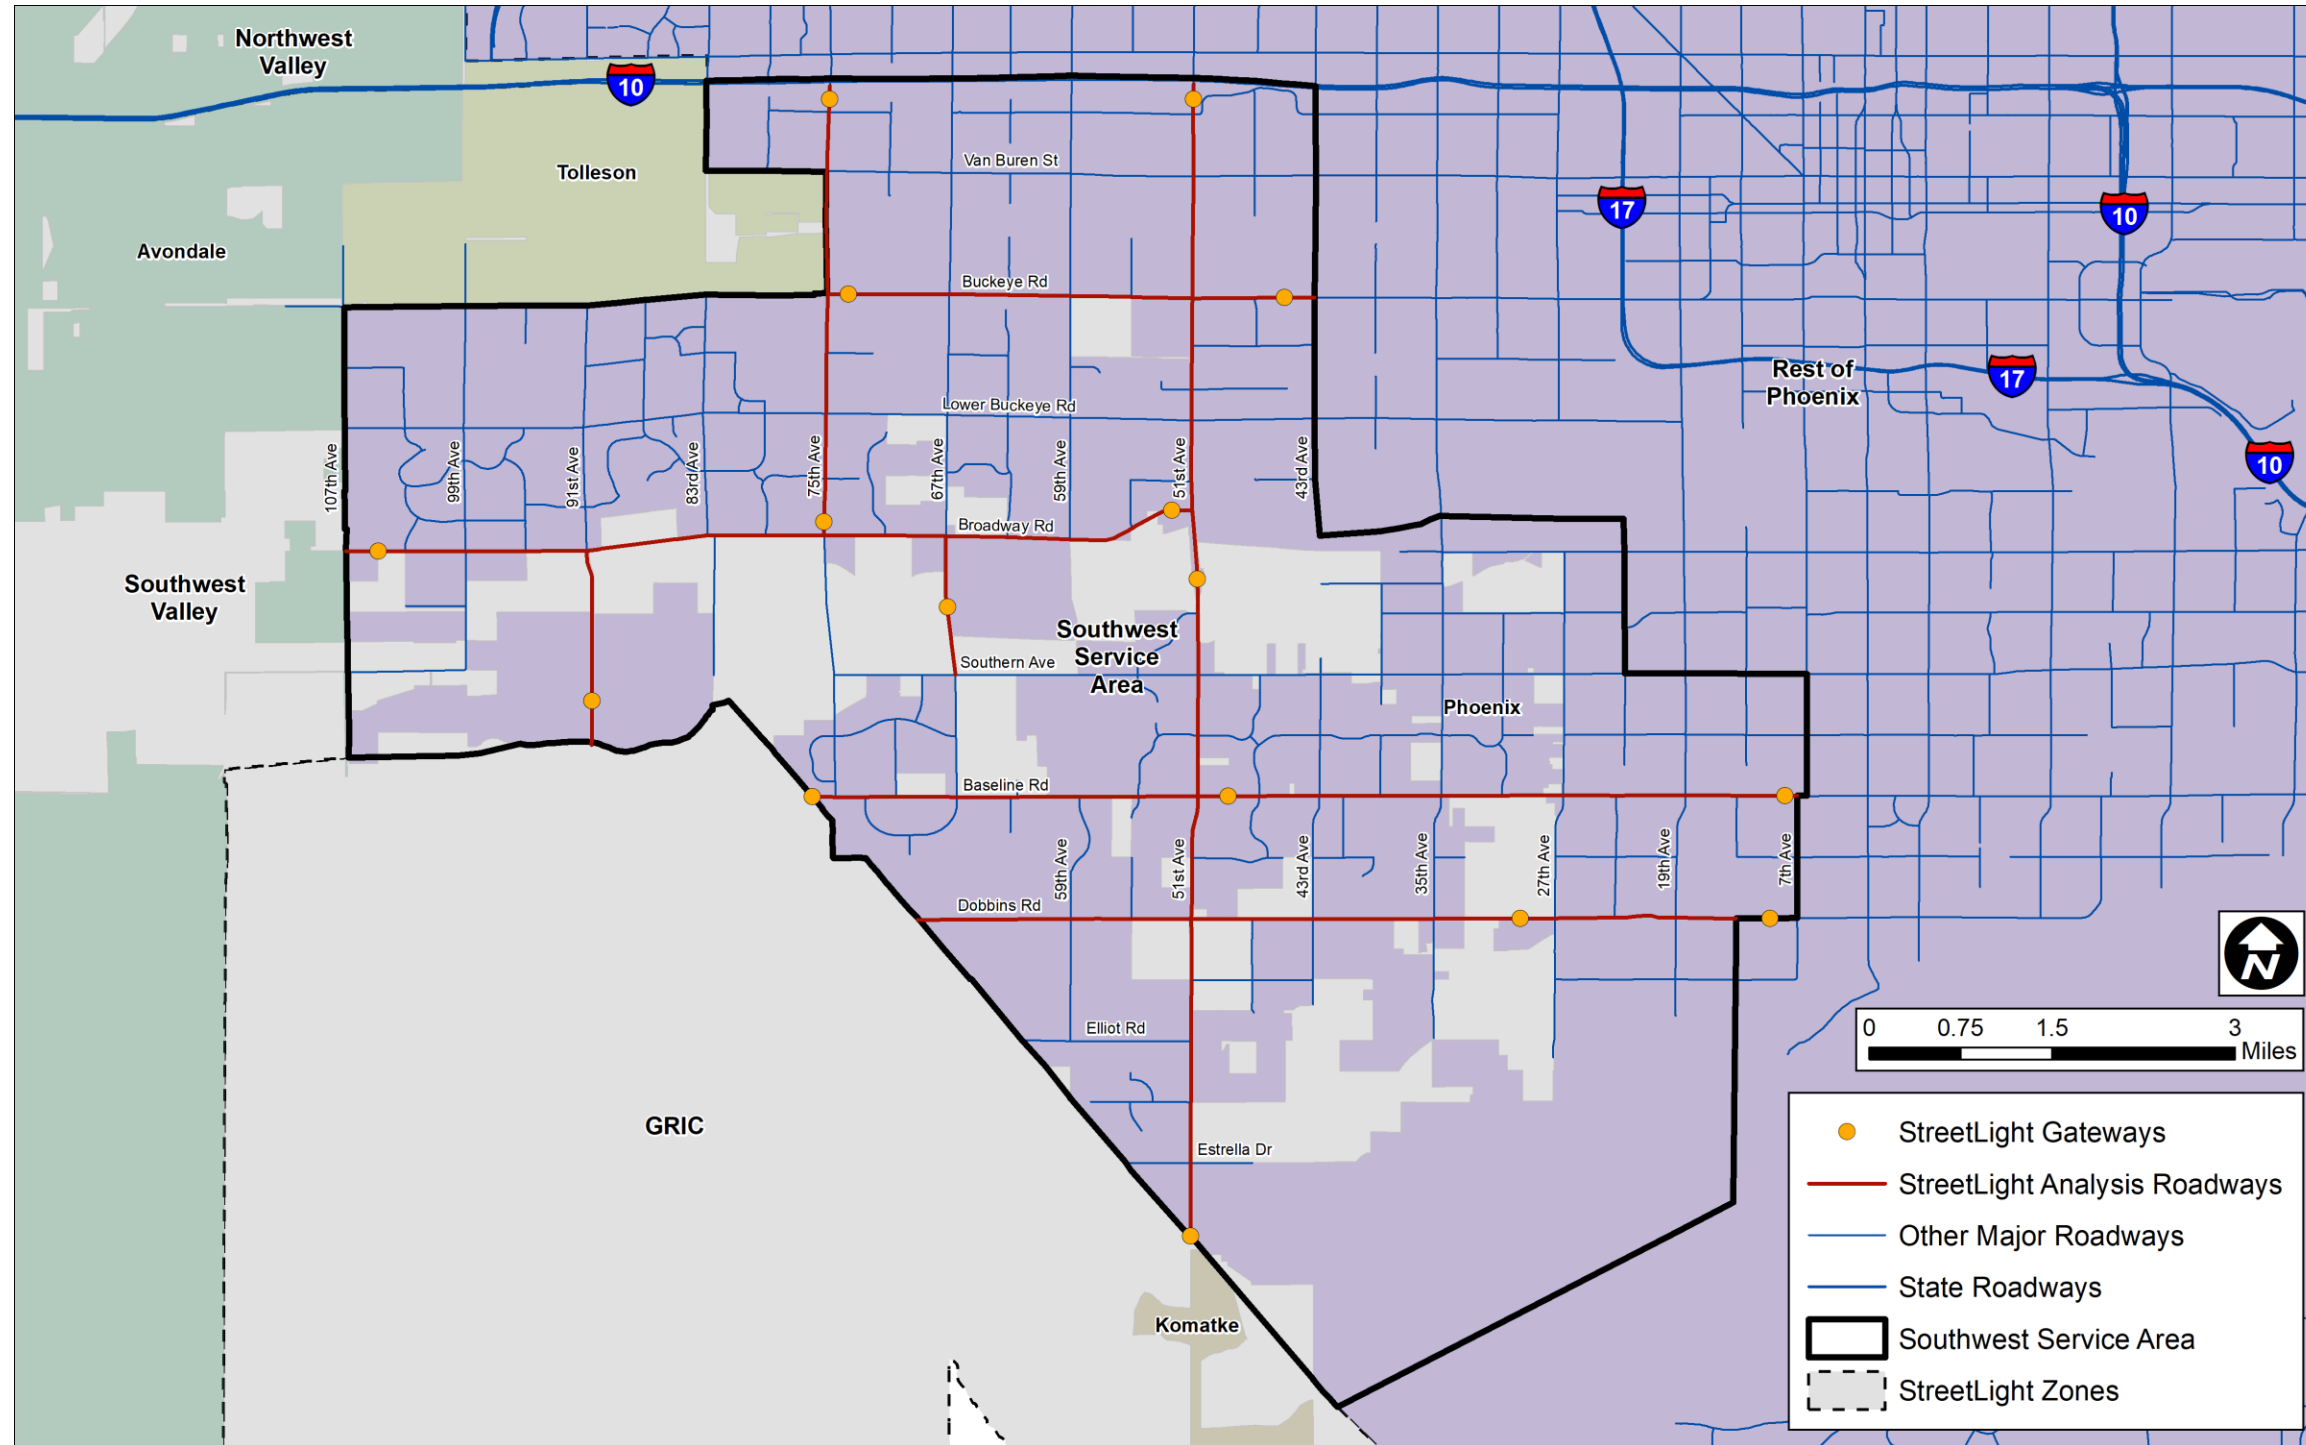 Northwest
Valley
10
Tolleson
Van Buren St
17
10
Avondale
Buckeye Rd
Rest of
Phoenix
17
Lower Buckeye Rd
107th Ave
99th Ave
91st Ave
83rd Ave
75th Ave
67th Ave
59th Ave
51st Ave
43rd Ave
10
Broadway Rd
Southwest
Valley
Southwest
Service
Area
Southern Ave
Phoenix
Baseline Rd
59th Ave
51st Ave
43rd Ave
35th Ave
27th Ave
19th Ave
7th Ave
Dobbins Rd
N
Elliot Rd
0 0.75 1.5 3
Miles
GRIC
Estrella Dr
Komatke
StreetLight Gateways
StreetLight Analysis Roadways
Other Major Roadways
State Roadways
Southwest Service Area
StreetLight Zones